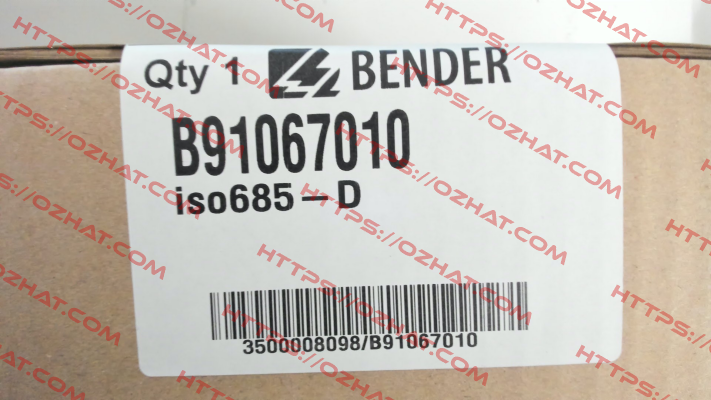 Qty 1 BENDER
B91067010
iso685-D
3500008098/B91067010
HTTPS://OZHAT.COM